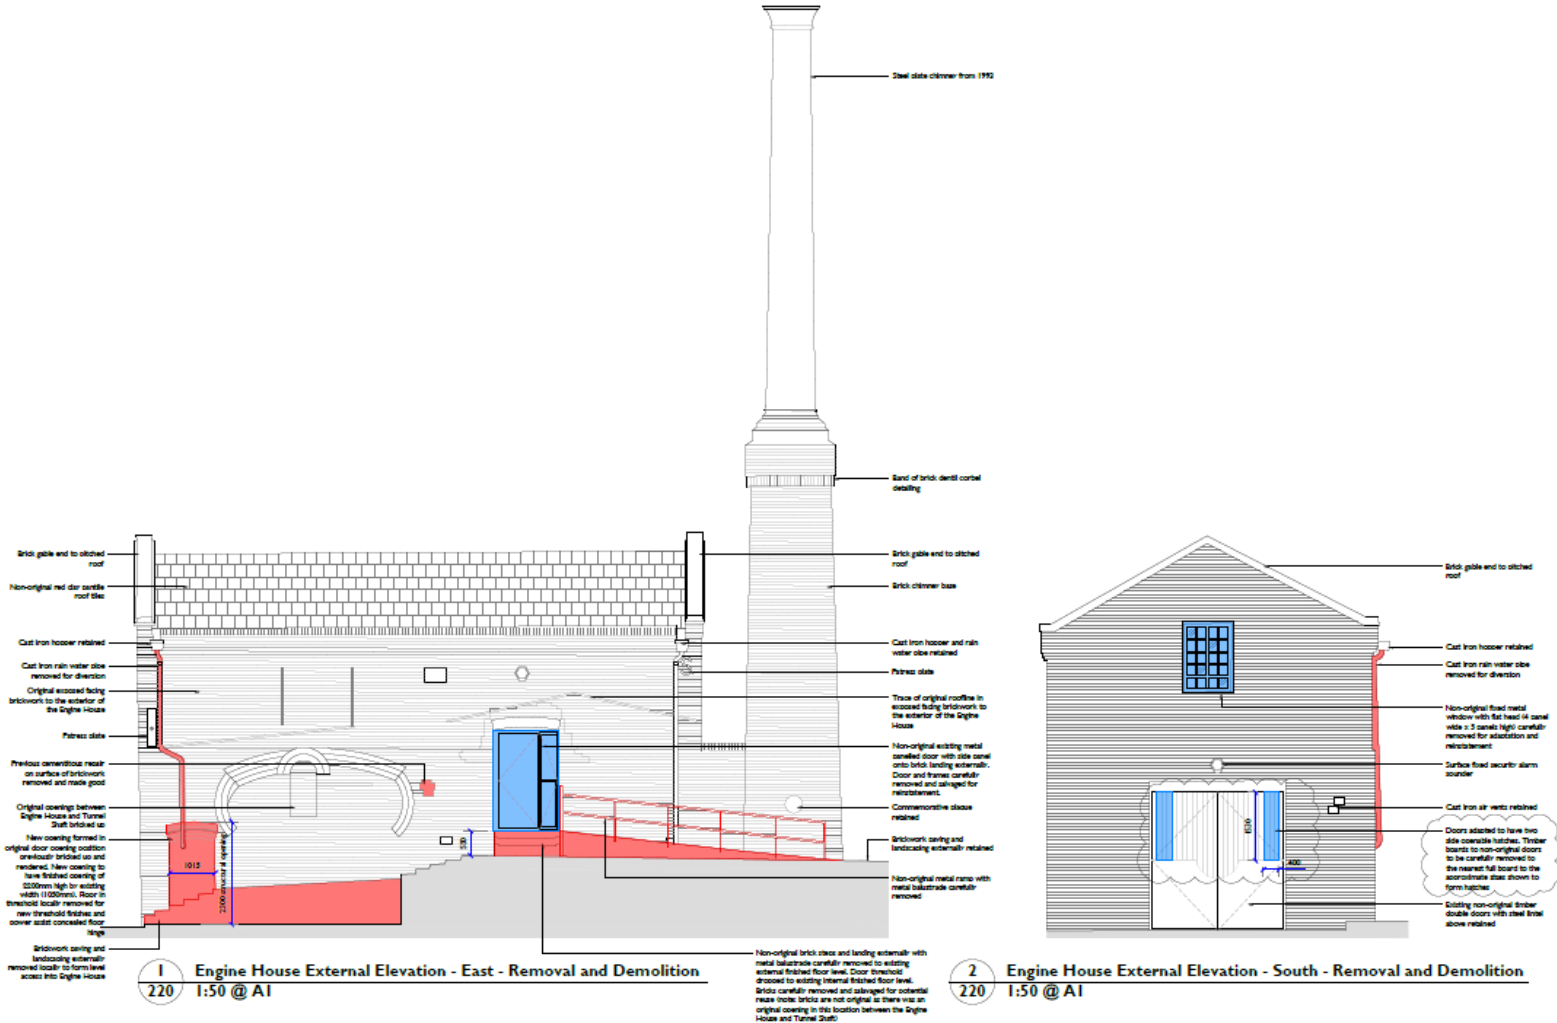 Steel plate chimney from 1993
Band of brick dentil corbel
detailing
Brick gable end to pitched
roof
Non-original red clay pantile
roof tiles
Cast iron hopper retained
Cast iron rain water pipe
removed for diversion
Original exposed facing
brickwork to the exterior of
the Engine House
Patress plate
Previous cementitious repair
on surface of brickwork
removed and made good
Original openings between
Engine House and Tunnel
Shaft bricked up
New opening formed in
original door opening position
previously bricked up and
rendered. New opening to
have finished opening of
2200mm high by existing
width (1050mm). Floor in
threshold locally removed for
new threshold finishes and
power assist concealed floor
hinge
Brickwork paving and
landscaping externally
removed locally to form level
access into Engine House
1015
2300 structural opening
530
Brick gable end to pitched
roof
Brick chimney base
Cast iron hopper and rain
water pipe retained
Patress plate
Trace of original roofline in
exposed facing brickwork to
the exterior of the Engine
House
Non-original existing metal
panelled door with side panel
onto brick landing externally.
Door and frames carefully
removed and salvaged for
reinstatement.
Commemorative plaque
retained
Brickwork paving and
landscaping externally retained
Non-original metal ramp with
metal balustrade carefully
removed
Non-original brick steps and landing externally with
metal balustrade carefully removed to existing
external finished floor level. Door threshold
dropped to existing internal finished floor level.
Bricks carefully removed and salvaged for potential
reuse (note: bricks are not original as there was an
original opening in this location between the Engine
House and Tunnel Shaft)
1
220
Engine House External Elevation - East - Removal and Demolition
1:50 @ A1
Brick gable end to pitched
roof
Cast iron hopper retained
Cast iron rain water pipe
removed for diversion
Non-original fixed metal
window with flat head (4 panel
wide x 5 panels high) carefully
removed for adaptation and
reinstatement
Surface fixed security alarm
sounder
Cast iron air vents retained
Doors adapted to have two
side openable hatches. Timber
boards to non-original doors
to be carefully removed to
the nearest full board to the
approximate sizes shown to
form hatches
Existing non-original timber
double doors with steel lintel
above retained
400
2
220
Engine House External Elevation - South - Removal and Demolition
1:50 @ A1